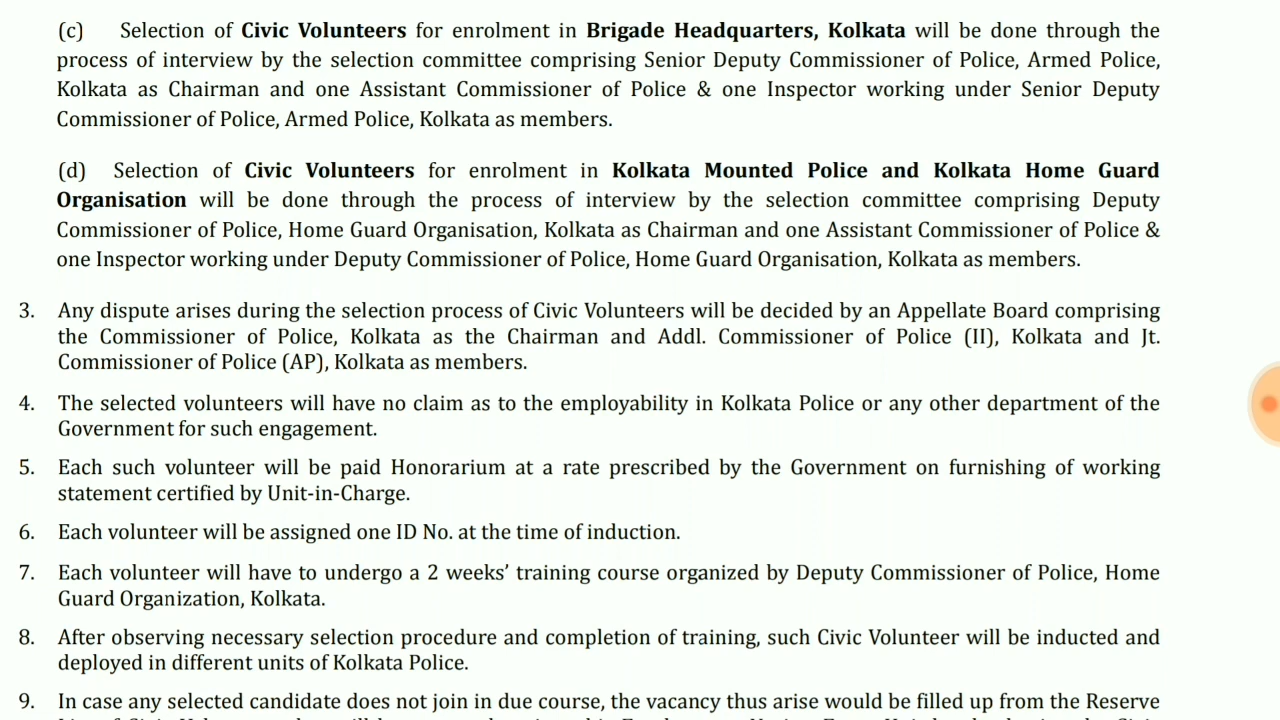 (c) Selection of Civic Volunteers for enrolment in Brigade Headquarters, Kolkata will be done through the
process of interview by the selection committee comprising Senior Deputy Commissioner of Police, Armed Police,
Kolkata as Chairman and one Assistant Commissioner of Police & one Inspector working under Senior Deputy
Commissioner of Police, Armed Police, Kolkata as members.
(d) Selection of Civic Volunteers for enrolment in Kolkata Mounted Police and Kolkata Home Guard
Organisation will be done through the process of interview by the selection committee comprising Deputy
Commissioner of Police, Home Guard Organisation, Kolkata as Chairman and one Assistant Commissioner of Police &
one Inspector working under Deputy Commissioner of Police, Home Guard Organisation, Kolkata as members.
3. Any dispute arises during the selection process of Civic Volunteers will be decided by an Appellate Board comprising
the Commissioner of Police, Kolkata as the Chairman and Addl. Commissioner of Police (II), Kolkata and Jt.
Commissioner of Police (AP), Kolkata as members.
4. The selected volunteers will have no claim as to the employability in Kolkata Police or any other department of the
Government for such engagement.
5. Each such volunteer will be paid Honorarium at a rate prescribed by the Government on furnishing of working
statement certified by Unit-in-Charge.
6. Each volunteer will be assigned one ID No. at the time of induction.
7. Each volunteer will have to undergo a 2 weeks’ training course organized by Deputy Commissioner of Police, Home
Guard Organization, Kolkata.
8. After observing necessary selection procedure and completion of training, such Civic Volunteer will be inducted and
deployed in different units of Kolkata Police.
9. In case any selected candidate does not join in due course, the vacancy thus arise would be filled up from the Reserve